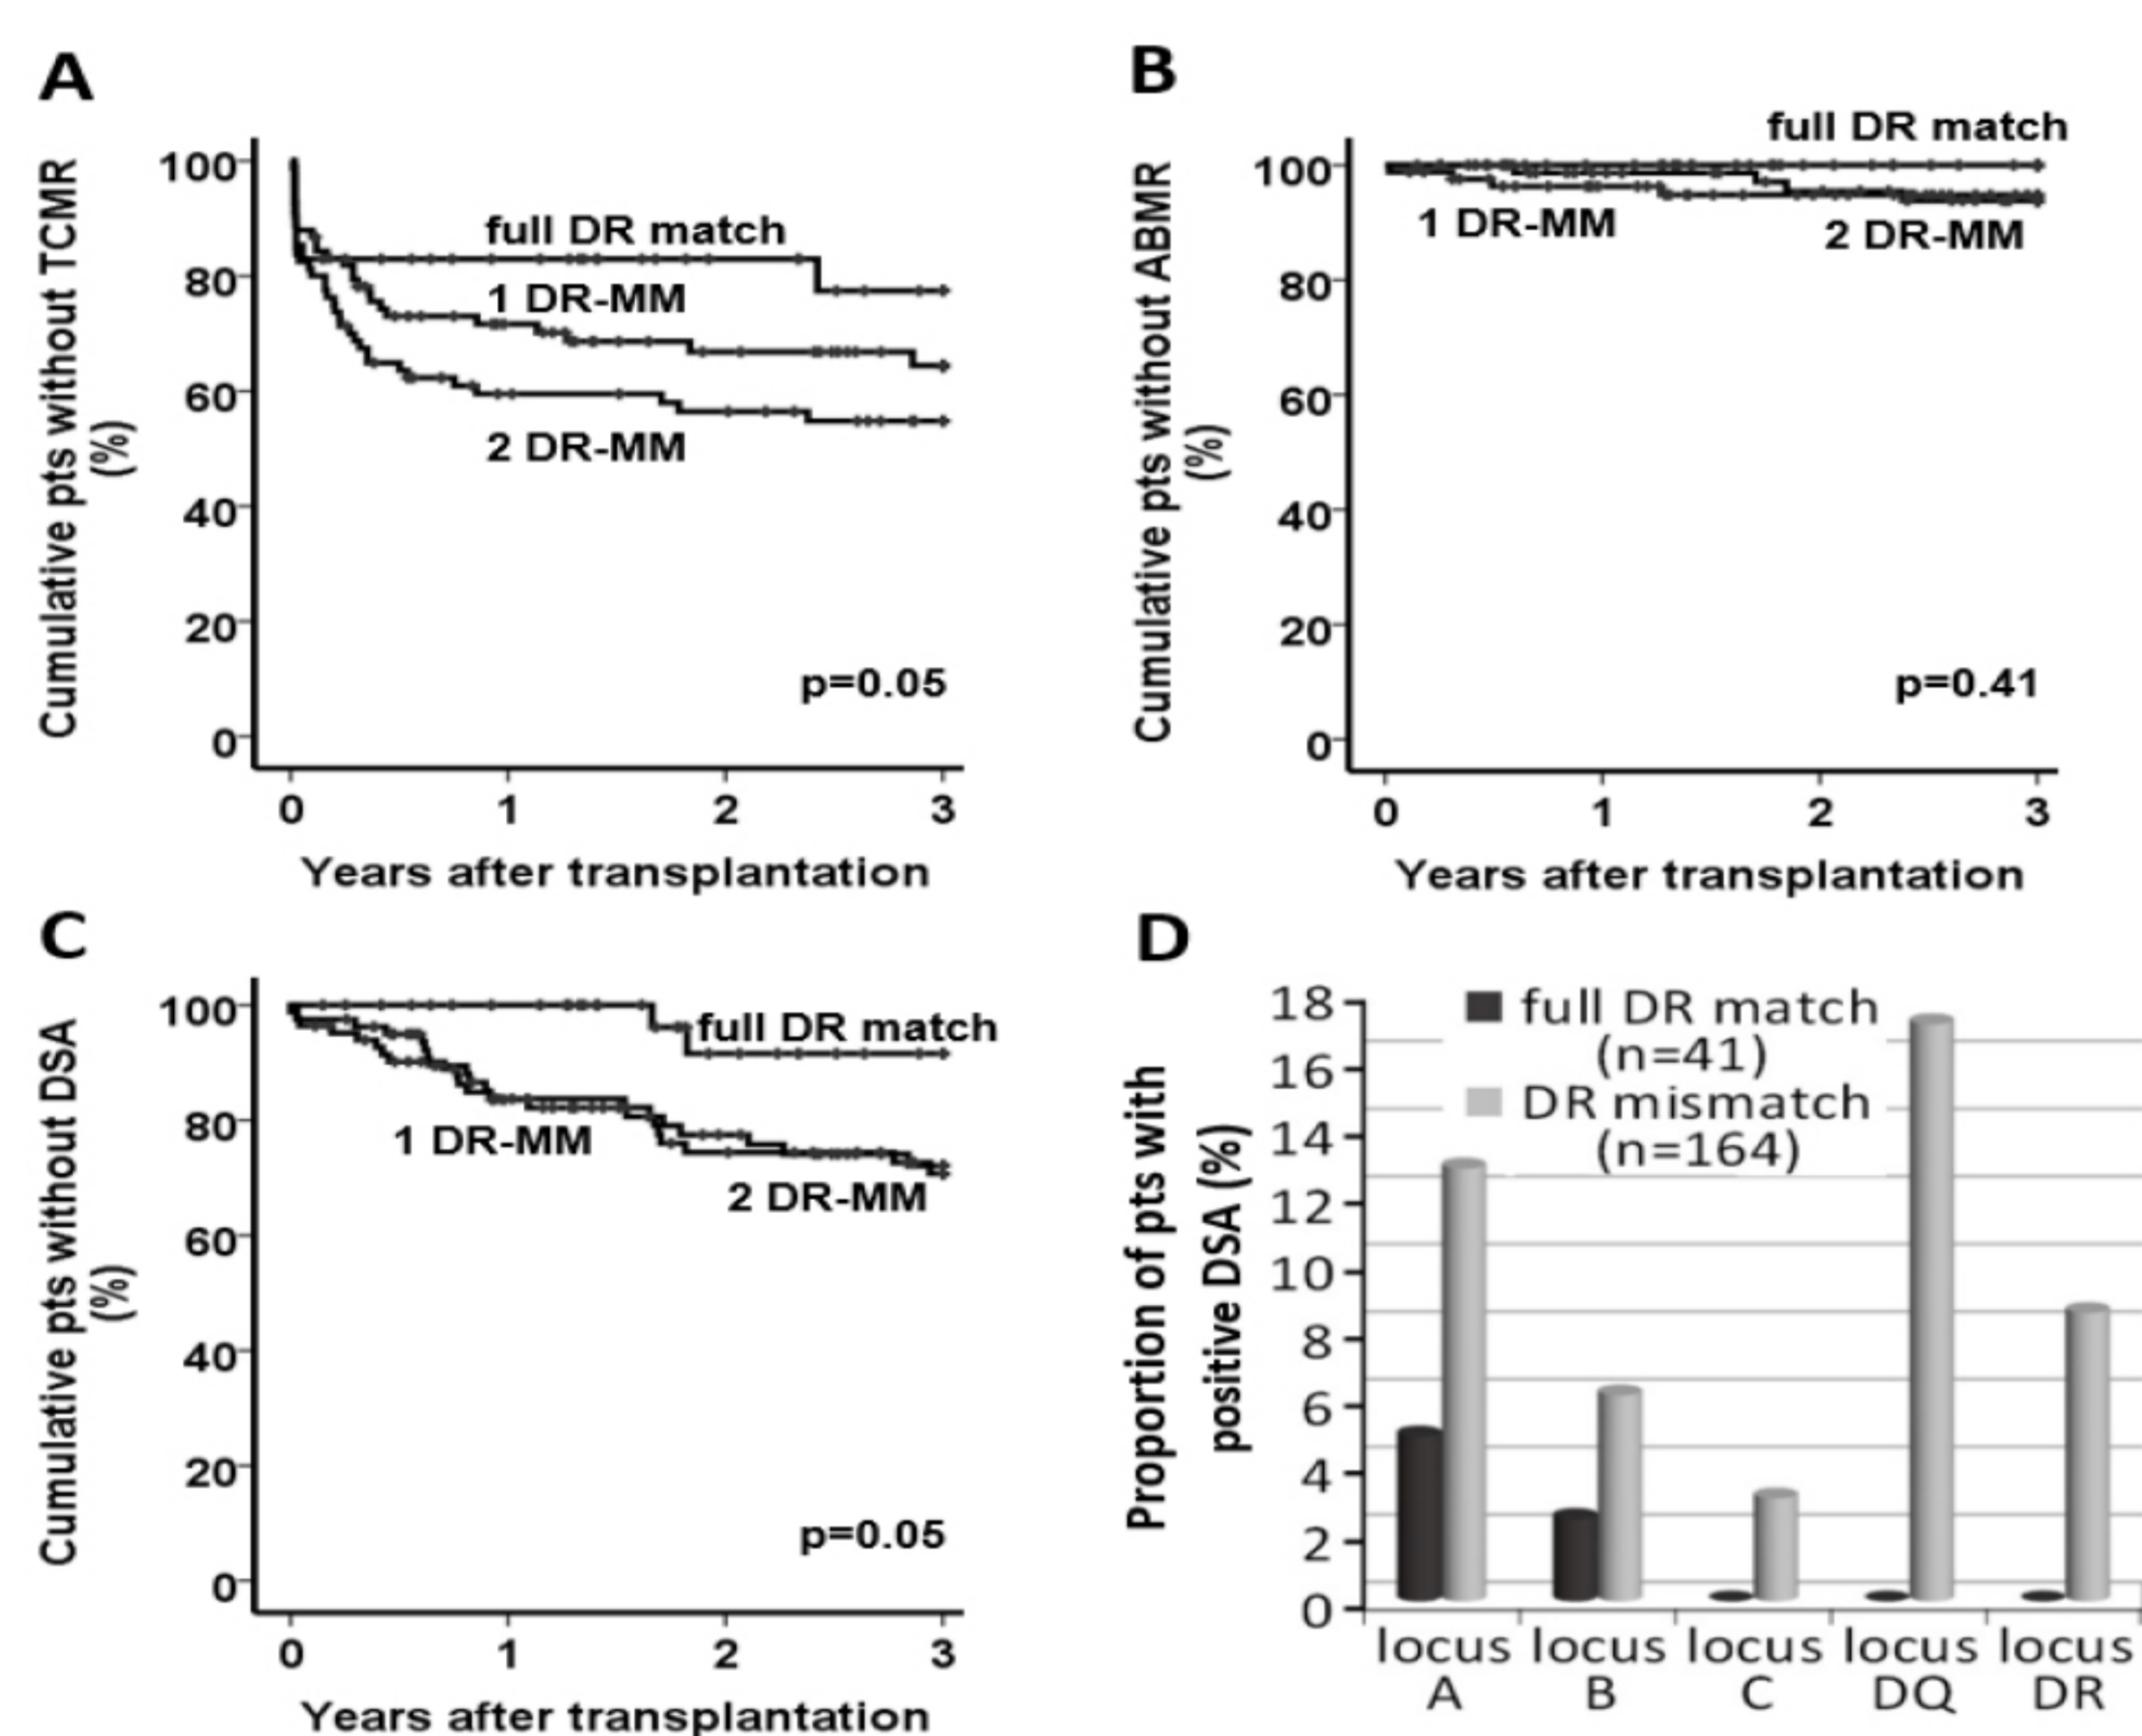 A
Cumulative pts without TCMR
(%)
100
80
60
40
20
0
full DR match
1 DR-MM
2 DR-MM
p=0.05
0 1 2 3
Years after transplantation
B
Cumulative pts without ABMR
(%)
100
80
60
40
20
0
full DR match
1 DR-MM
2 DR-MM
p=0.41
0 1 2 3
Years after transplantation
C
Cumulative pts without DSA
(%)
100
80
60
40
20
0
full DR match
1 DR-MM
2 DR-MM
p=0.05
0 1 2 3
Years after transplantation
D
Proportion of pts with
positive DSA (%)
18
16
14
12
10
8
6
4
2
0
full DR match
(n=41)
DR mismatch
(n=164)
locus locus locus locus locus
A B C DQ DR